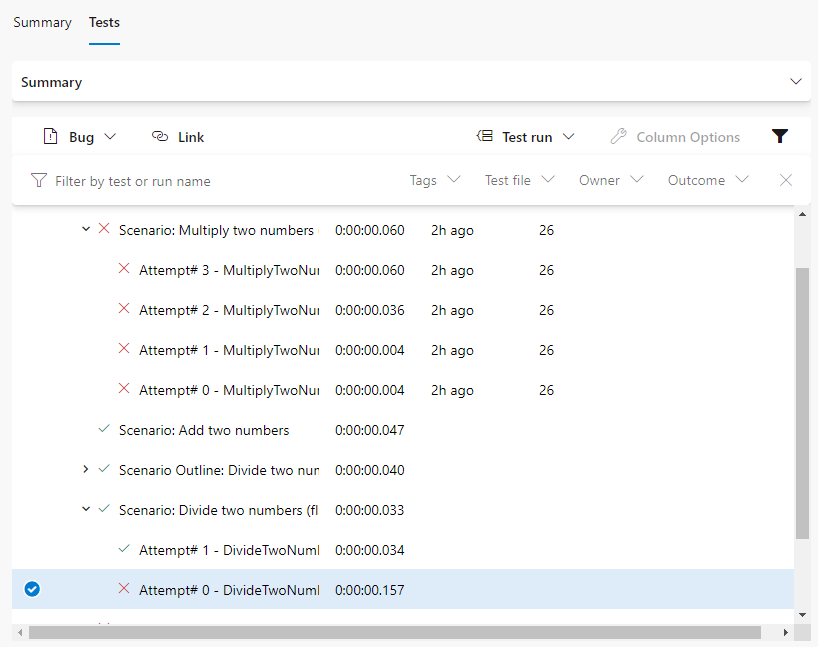 Summary Tests
Summary
Bug Link Test run Column Options
Filter by test or run name Tags Test file Owner Outcome
Scenario: Multiply two numbers 0:00:00.060 2h ago 26
Attempt# 3 - MultiplyTwoNu 0:00:00.060 2h ago 26
Attempt# 2 - MultiplyTwoNu 0:00:00.036 2h ago 26
Attempt# 1 - MultiplyTwoNu 0:00:00.004 2h ago 26
Attempt# 0 - MultiplyTwoNu 0:00:00.004 2h ago 26
Scenario: Add two numbers 0:00:00.047
Scenario Outline: Divide two nu 0:00:00.040
Scenario: Divide two numbers (fl 0:00:00.033
Attempt# 1 - DivideTwoNum 0:00:00.034
Attempt# 0 - DivideTwoNum 0:00:00.157